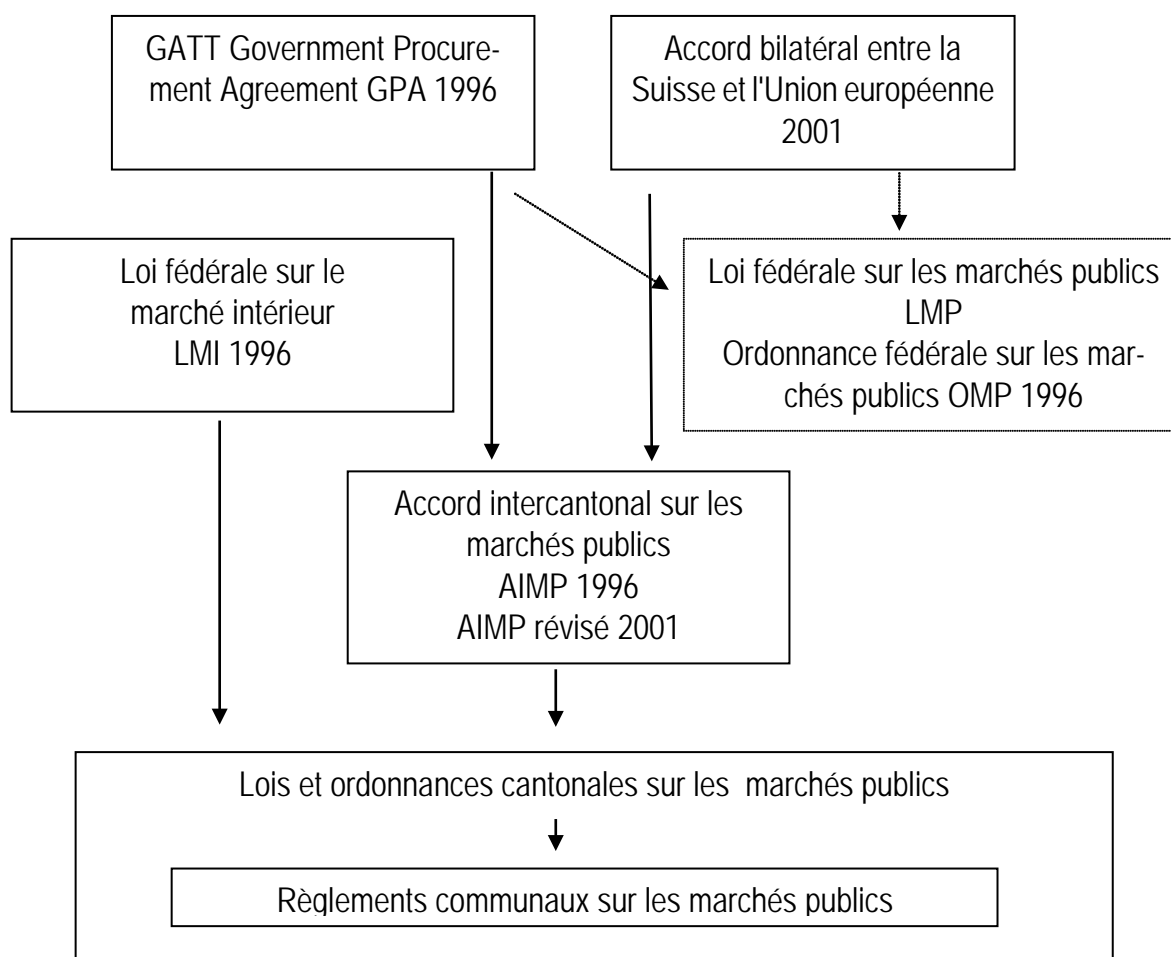 GATT Government Procure-
ment Agreement GPA 1996
Accord bilatéral entre la
Suisse et l'Union européenne
2001
Loi fédérale sur le
marché intérieur
LMI 1996
Loi fédérale sur les marchés publics
LMP
Ordonnance fédérale sur les mar-
chés publics OMP 1996
Accord intercantonal sur les
marchés publics
AIMP 1996
AIMP révisé 2001
Lois et ordonnances cantonales sur les marchés publics
Règlements communaux sur les marchés publics